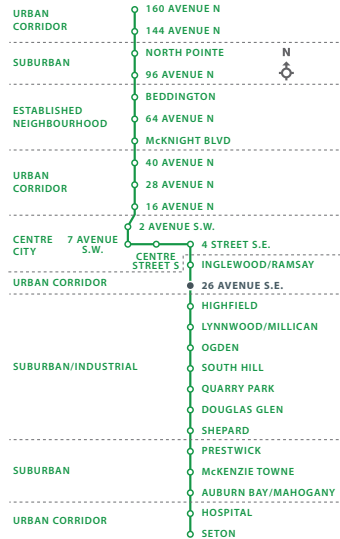 URBAN
CORRIDOR
160 AVENUE N
144 AVENUE N
SUBURBAN
NORTH POINTE
N
96 AVENUE N
ESTABLISHED
NEIGHBOURHOOD
BEDDINGTON
64 AVENUE N
McKNIGHT BLVD
URBAN
CORRIDOR
40 AVENUE N
28 AVENUE N
16 AVENUE N
CENTRE
CITY
2 AVENUE S.W.
7 AVENUE
S.W.
CENTRE
STREET S
4 STREET S.E.
INGLEWOOD/RAMSAY
URBAN CORRIDOR
26 AVENUE S.E.
SUBURBAN/INDUSTRIAL
HIGHFIELD
LYNNWOOD/MILLICAN
OGDEN
SOUTH HILL
QUARRY PARK
DOUGLAS GLEN
SHEPARD
SUBURBAN
PRESTWICK
McKENZIE TOWNE
AUBURN BAY/MAHOGANY
URBAN CORRIDOR
HOSPITAL
SETON